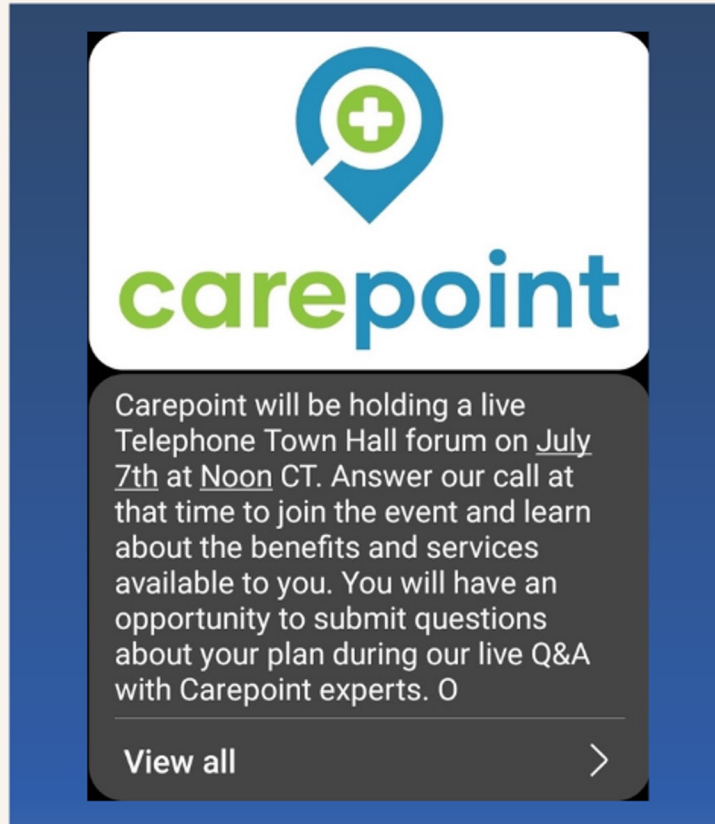 carepoint
Carepoint will be holding a live
Telephone Town Hall forum on July
7th at Noon CT. Answer our call at
that time to join the event and learn
about the benefits and services
available to you. You will have an
opportunity to submit questions
about your plan during our live Q&A
with Carepoint experts. O
View all